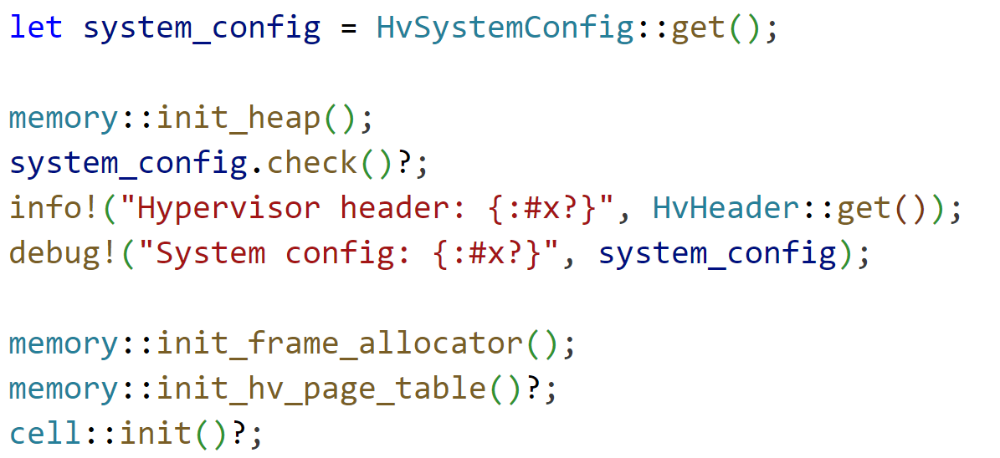 let system_config = HvSystemConfig::get();
memory::init_heap();
system_config.check()?;
info!("Hypervisor header: {:#x?}", HvHeader::get());
debug!("System config: {:#x?}", system_config);
memory::init_frame_allocator();
memory::init_hv_page_table()?;
cell::init()?;